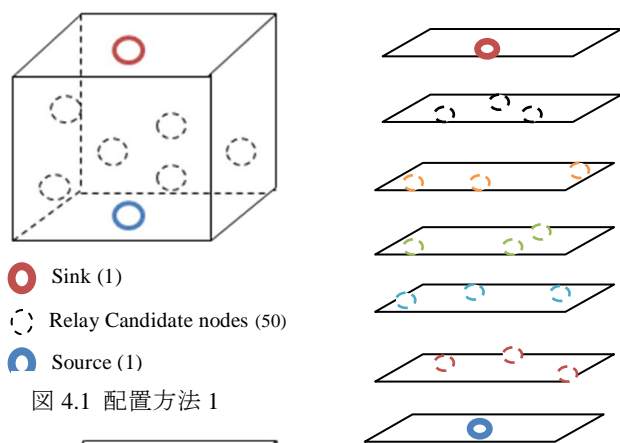 Sink (1)
Relay Candidate nodes (50)
Source (1)
図 4.1 配置方法 1